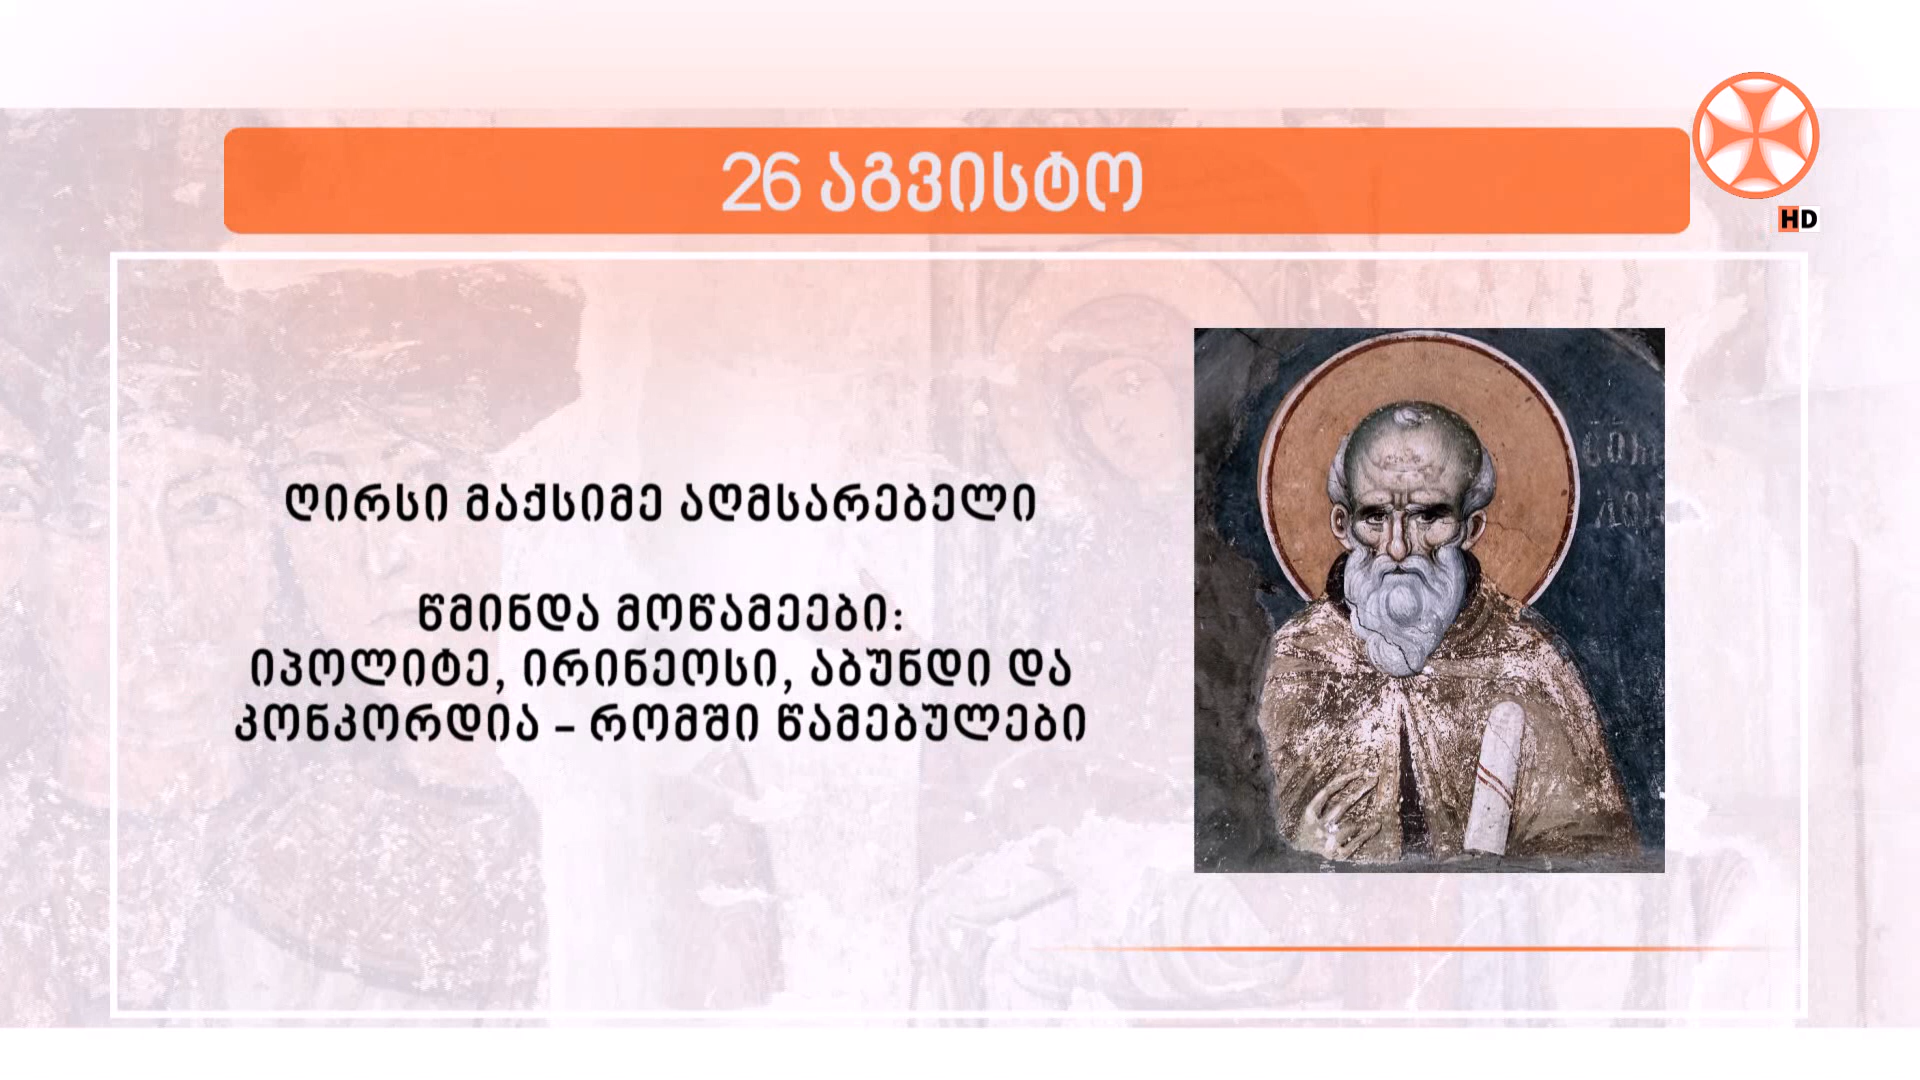 26 აგვისტო
HD
ღირსი მაქსიმე აღმსარებელი
წმინდა მოწამეები:
იპოლიტე, ირინეოსი, აბუნდი და
კონკორდია – რომში წამებულები